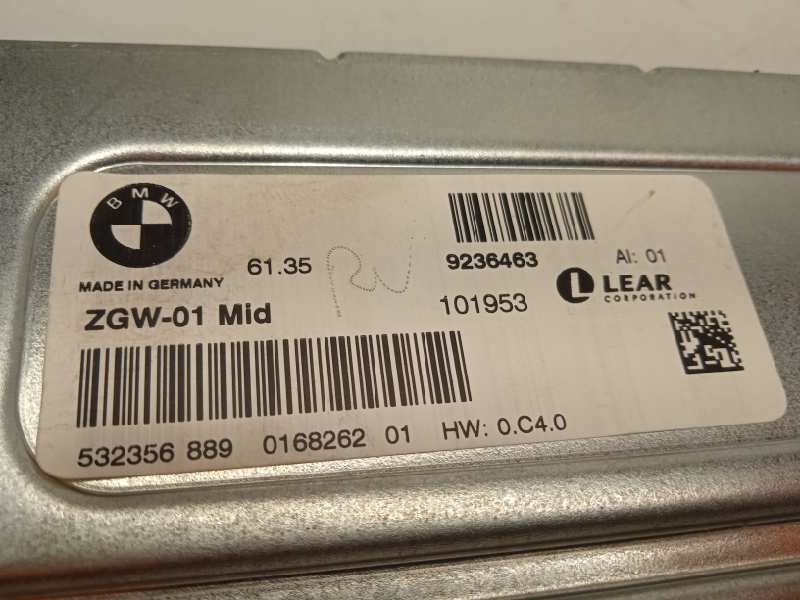 BMW
MADE IN GERMANY
61.35
RW
9236463
AI: 01
ZGW-01 Mid
101953
LEAR
CORPORATION
532356 889 0168262 01 HW: 0.C4.0